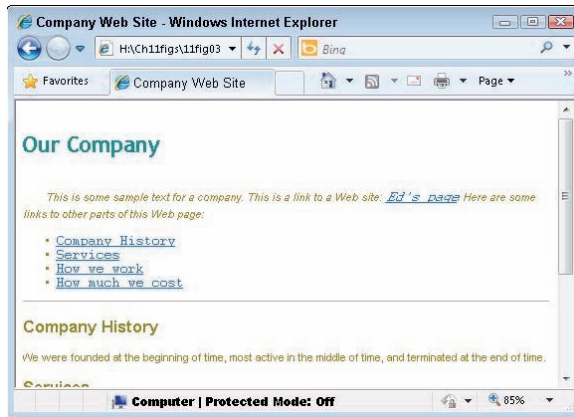 Company Web Site - Windows Internet Explorer
H:\Ch11figs\11fig03
Bing
Favorites
Company Web Site
Page
Our Company
This is some sample text for a company. This is a link to a Web site: Ed's page Here are some
links to other parts of this Web page:
• Company History
• Services
• How we work
• How much we cost
Company History
We were founded at the beginning of time, most active in the middle of time, and terminated at the end of time.
Services
Computer | Protected Mode: Off
85%